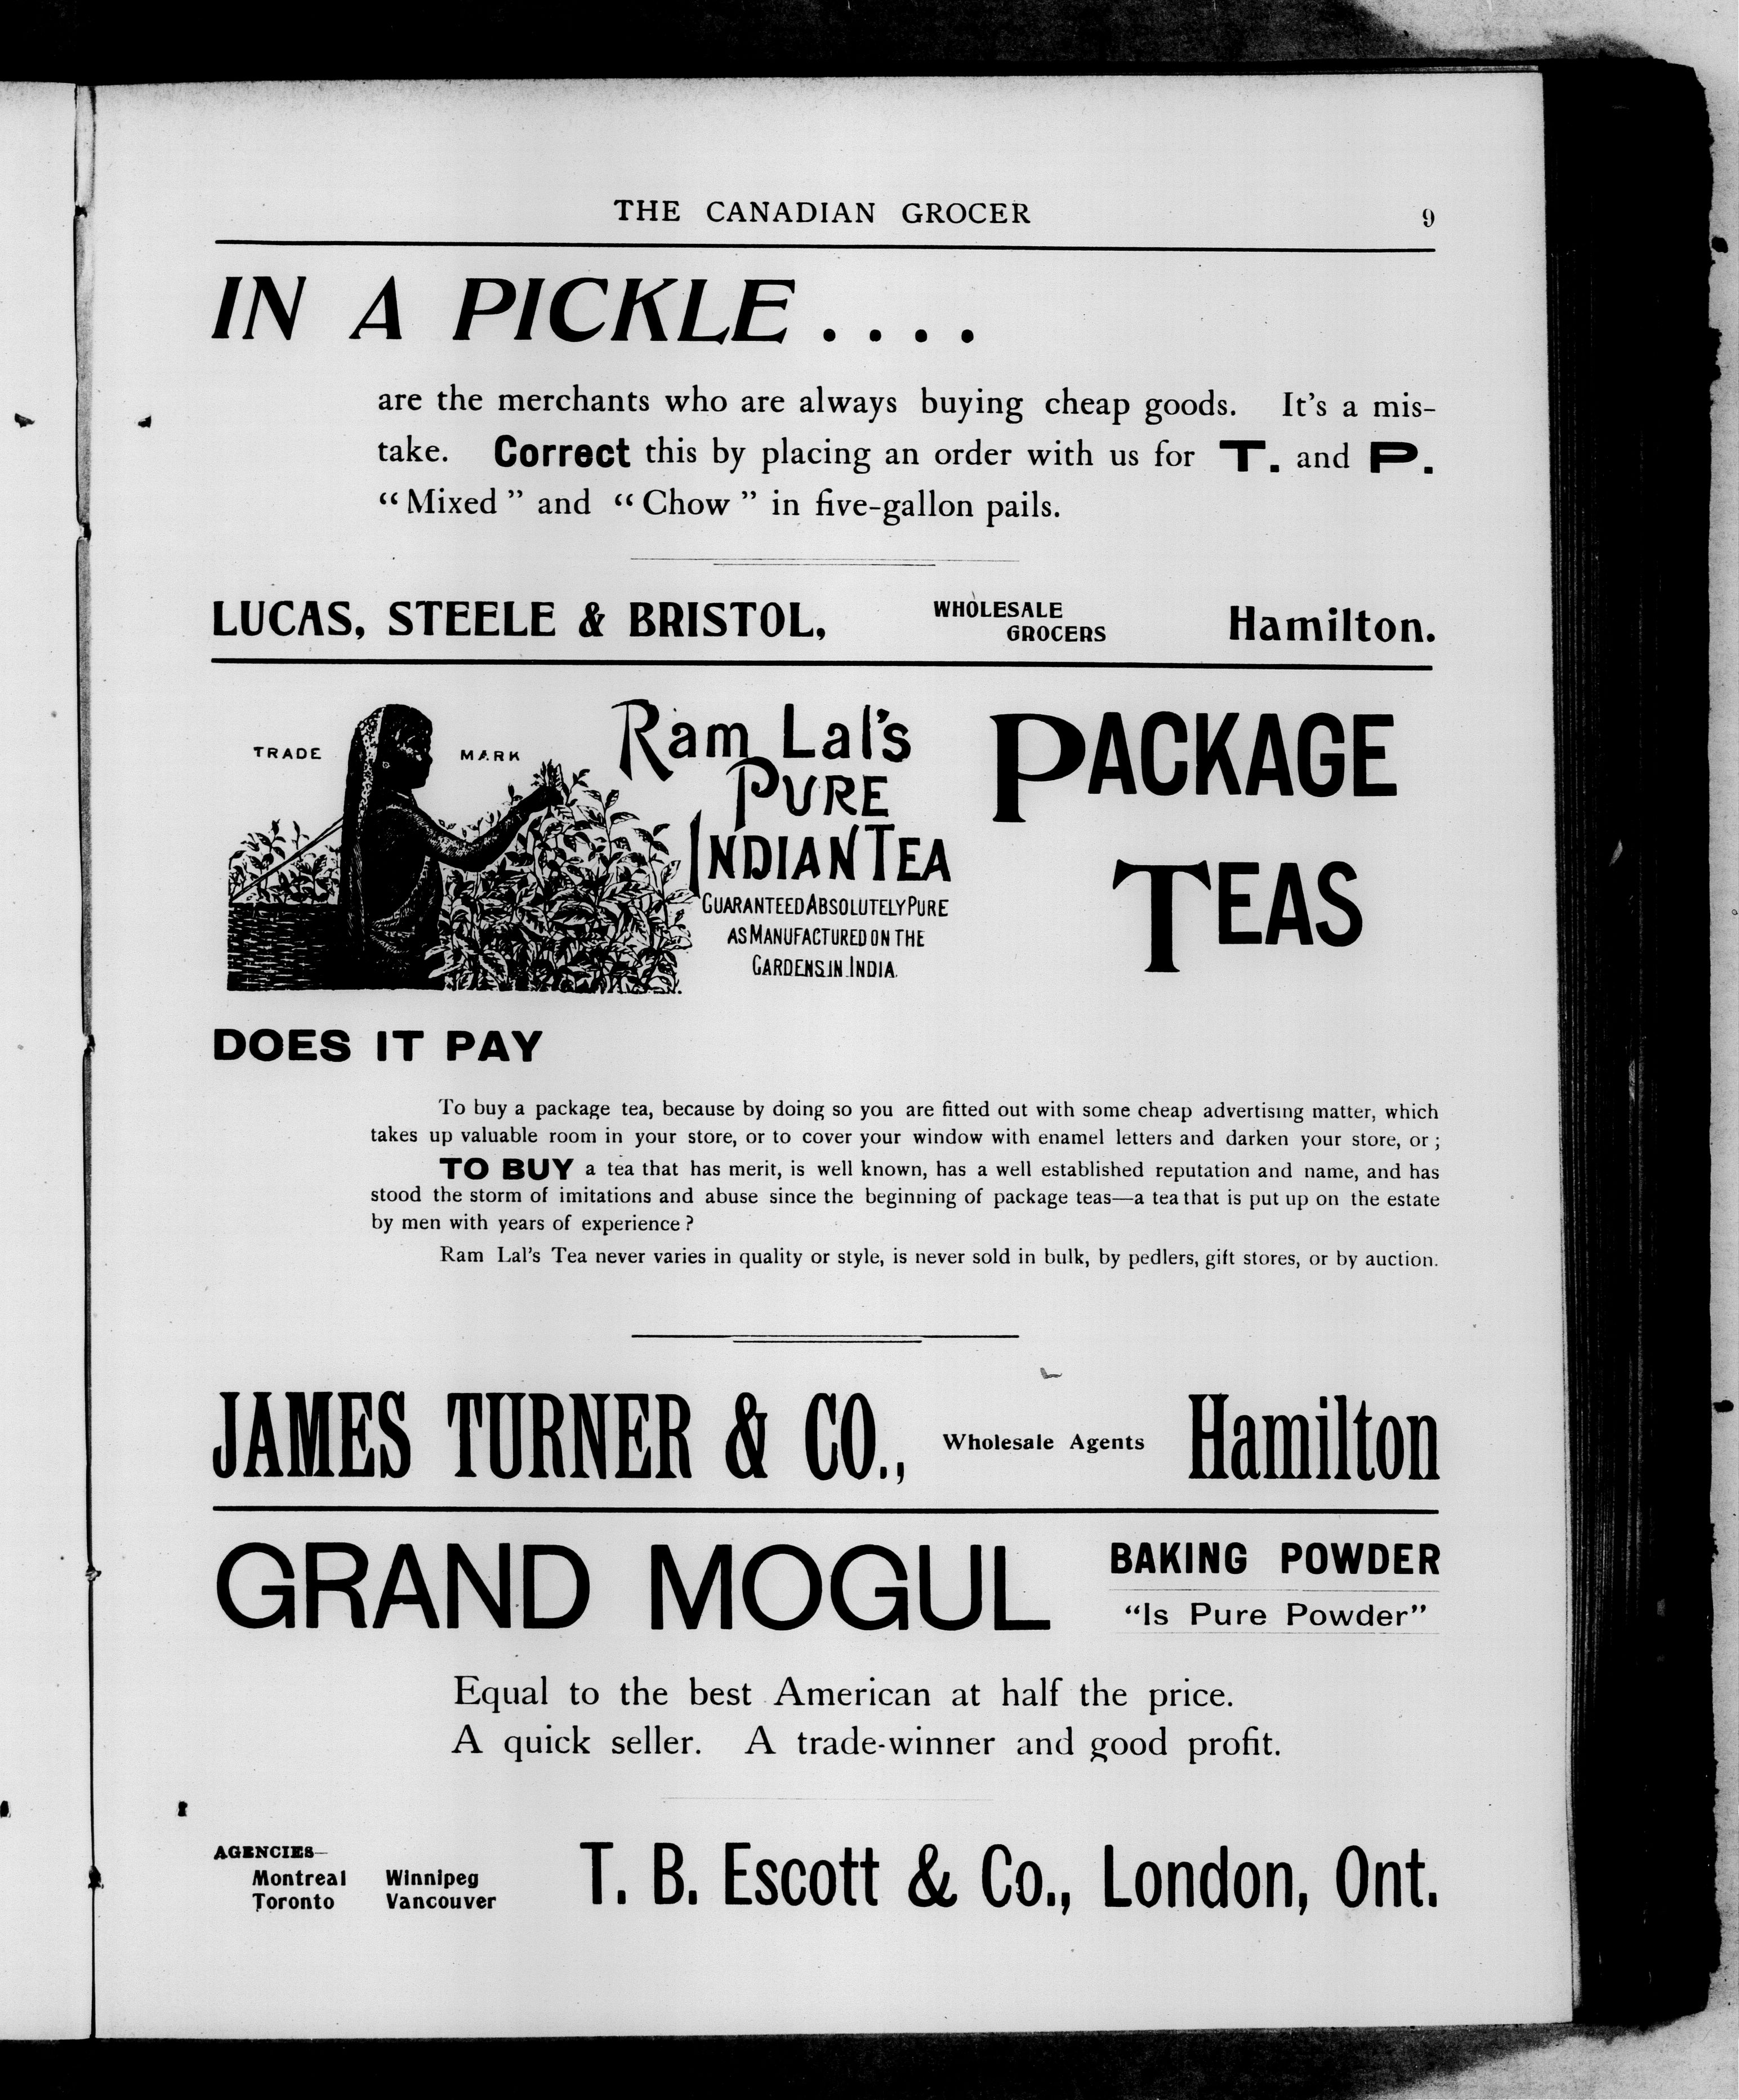 THE CANADIAN GROCER 9
IN A PICKLE . . . .
are the merchants who are always buying cheap goods. It's a mis-
take. Correct this by placing an order with us for T. and P.
“Mixed” and “Chow” in five-gallon pails.
LUCAS, STEELE & BRISTOL, WHOLESALE GROCERS Hamilton.
TRADE MARK
Ram Lal's
PURE
INDIAN TEA
GUARANTEED ABSOLUTELY PURE
AS MANUFACTURED ON THE
GARDENS IN INDIA.
PACKAGE
TEAS
DOES IT PAY
To buy a package tea, because by doing so you are fitted out with some cheap advertising matter, which
takes up valuable room in your store, or to cover your window with enamel letters and darken your store, or ;
TO BUY a tea that has merit, is well known, has a well established reputation and name, and has
stood the storm of imitations and abuse since the beginning of package teas—a tea that is put up on the estate
by men with years of experience ?
Ram Lal's Tea never varies in quality or style, is never sold in bulk, by pedlers, gift stores, or by auction.
JAMES TURNER & CO., Wholesale Agents Hamilton
GRAND MOGUL
BAKING POWDER
“Is Pure Powder”
Equal to the best American at half the price.
A quick seller. A trade-winner and good profit.
AGENCIES—
Montreal Winnipeg
Toronto Vancouver
T. B. Escott & Co., London, Ont.